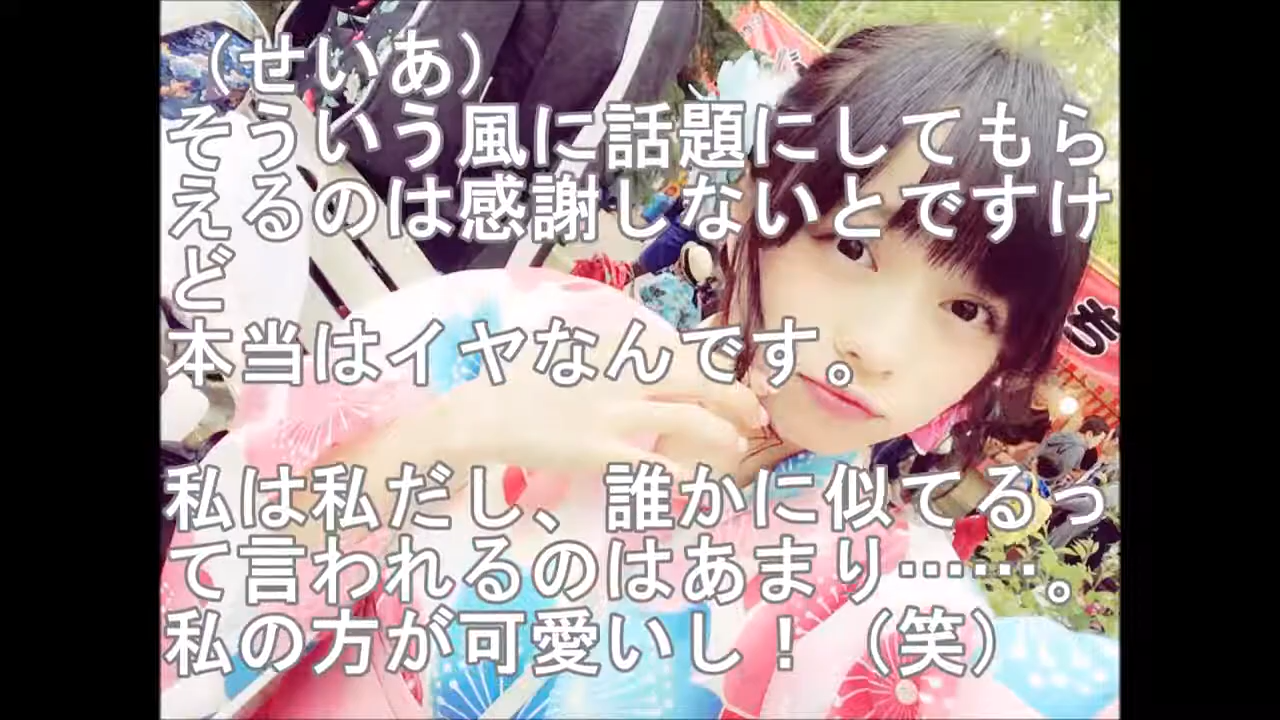 （せいあ）
そういう風に話題にしてもら
えるのは感謝しないとですけ
ど
本当はイヤなんです。
私は私だし、誰かに似てるっ
て言われるのはあまり……。
私の方が可愛いし！（笑）
ち